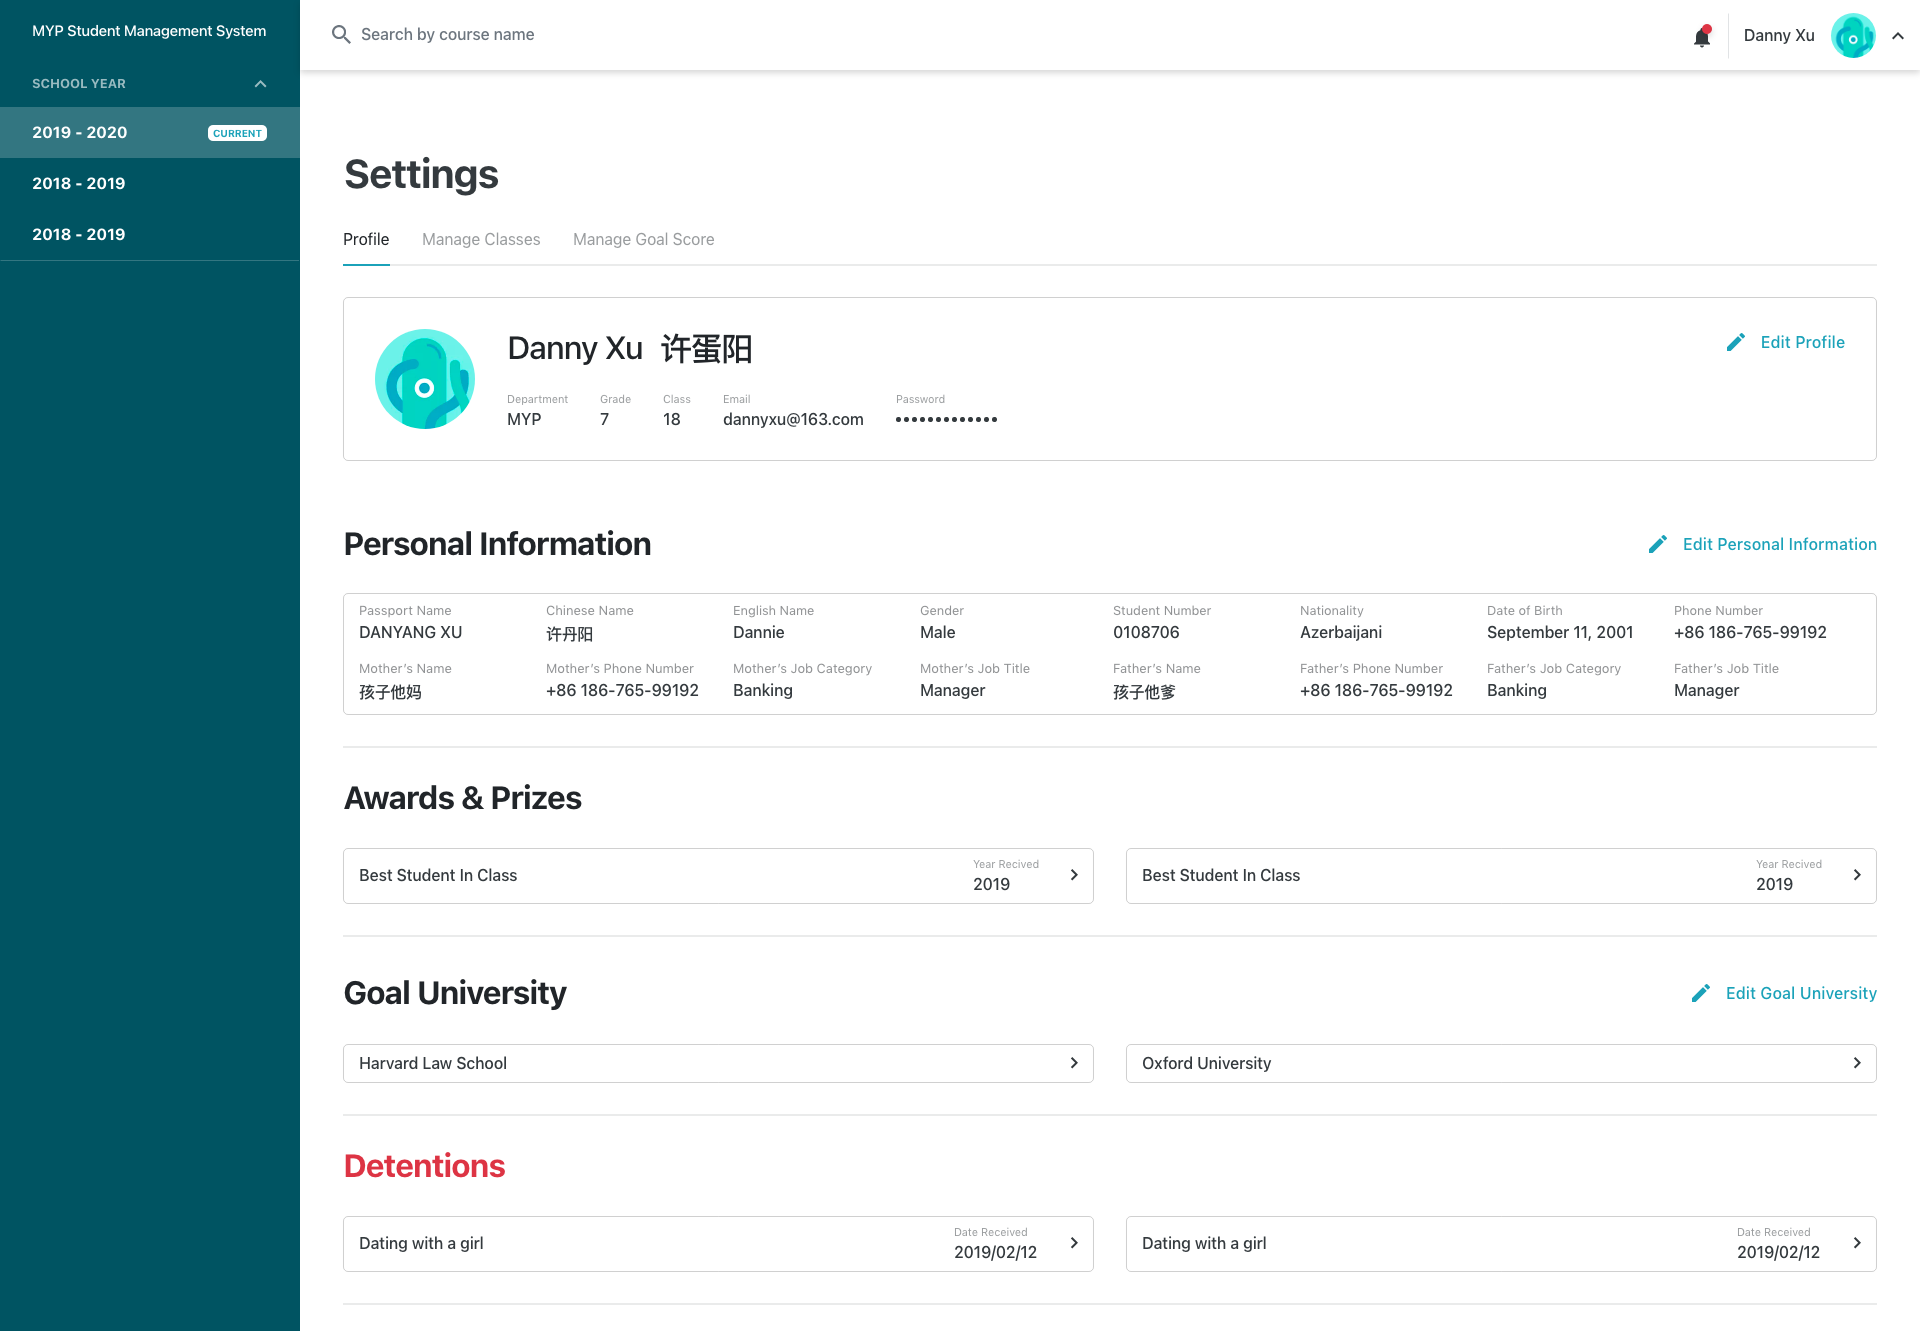 MYP Student Management System
SCHOOL YEAR
2019 - 2020 CURRENT
2018 - 2019
2018 - 2019
Search by course name
Danny Xu
Settings
Profile Manage Classes Manage Goal Score
Danny Xu 许蛋阳
Edit Profile
Department Grade Class Email Password
MYP 7 18 dannyxu@163.com •••••••••••••
Personal Information
Edit Personal Information
Passport Name Chinese Name English Name Gender Student Number Nationality Date of Birth Phone Number
DANYANG XU 许丹阳 Dannie Male 0108706 Azerbaijani September 11, 2001 +86 186-765-99192
Mother’s Name Mother’s Phone Number Mother’s Job Category Mother’s Job Title Father’s Name Father’s Phone Number Father’s Job Category Father’s Job Title
孩子他妈 +86 186-765-99192 Banking Manager 孩子他爹 +86 186-765-99192 Banking Manager
Awards & Prizes
Best Student In Class Year Recived 2019
Best Student In Class Year Recived 2019
Goal University
Edit Goal University
Harvard Law School
Oxford University
Detentions
Dating with a girl Date Received 2019/02/12
Dating with a girl Date Received 2019/02/12